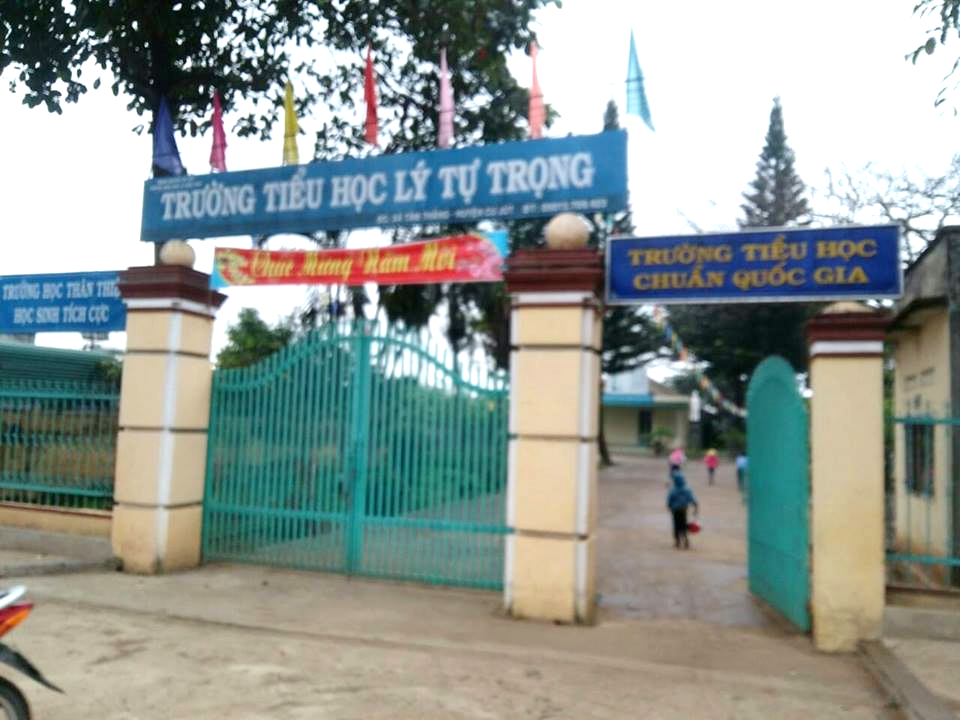 TRƯỜNG TIỂU HỌC LÝ TỰ TRỌNG
Chúc Mừng Năm Mới
TRƯỜNG TIỂU HỌC
CHUẨN QUỐC GIA
TRƯỜNG HỌC THÂN THIỆ
HỌC SINH TÍCH CỰC